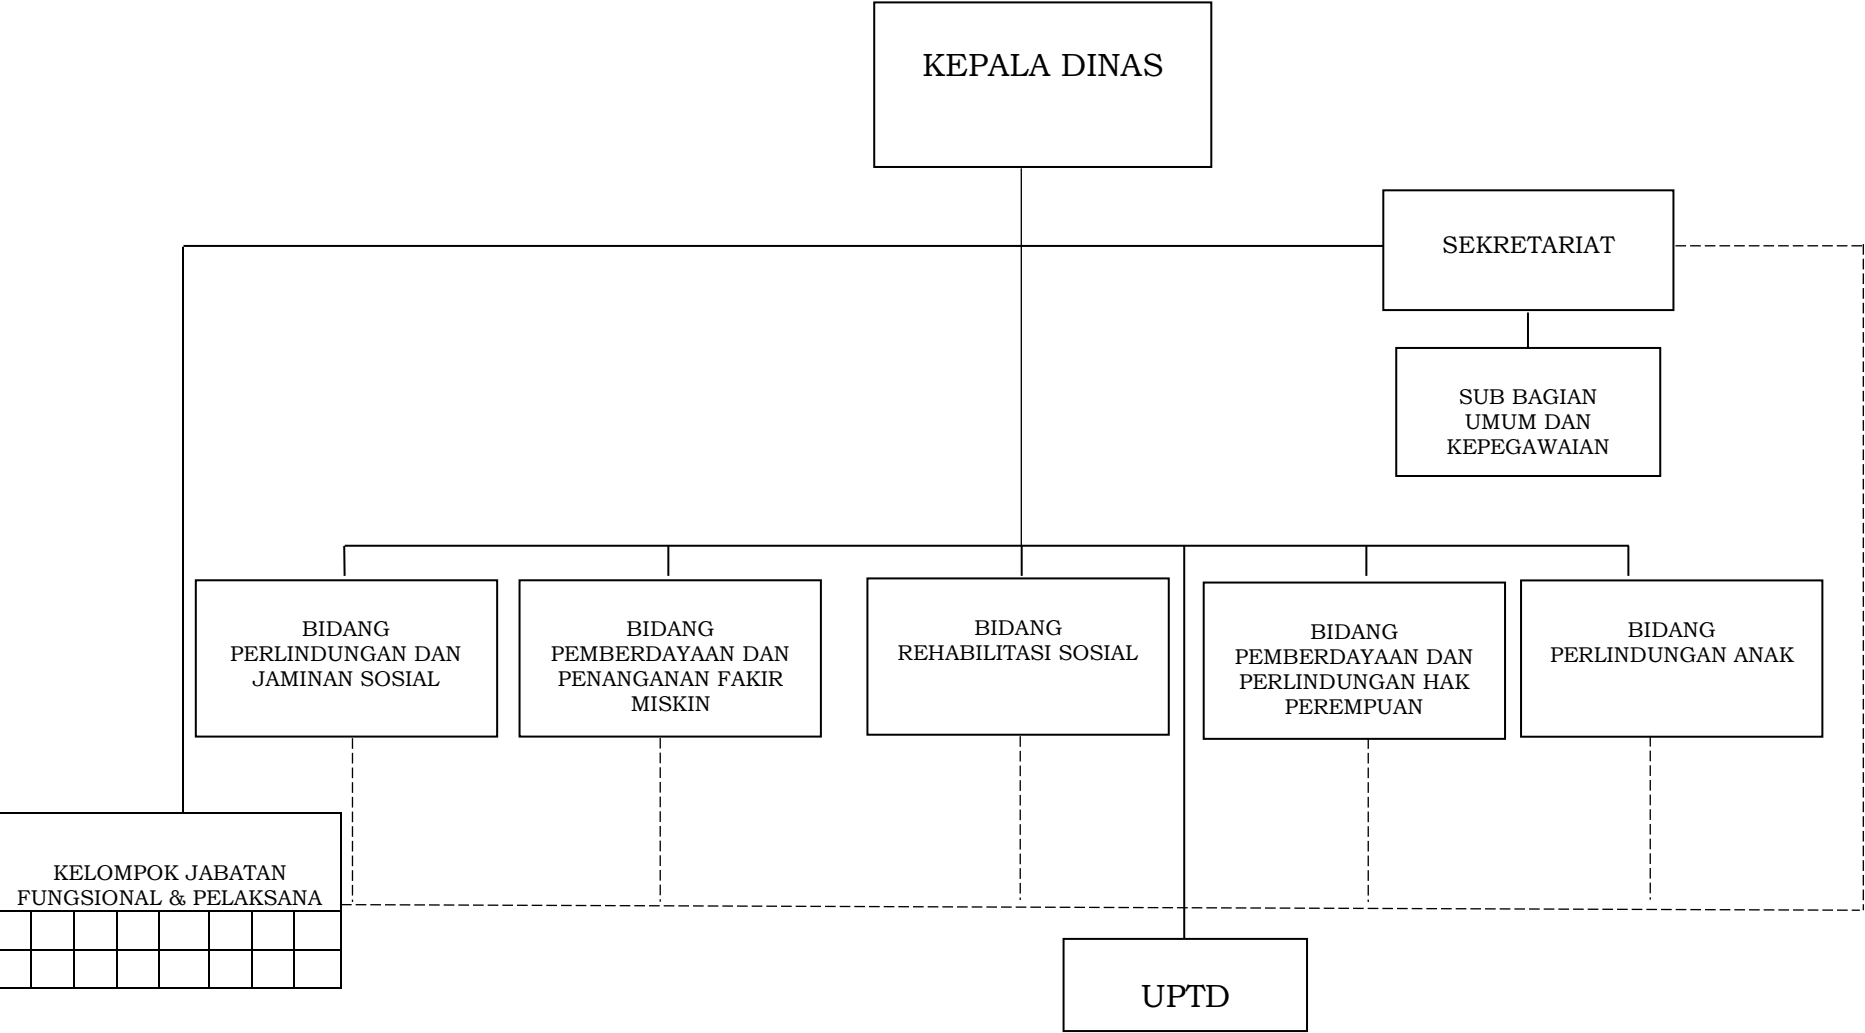 KEPALA DINAS
SEKRETARIAT
SUB BAGIAN
UMUM DAN
KEPEGAWAIAN
BIDANG
PERLINDUNGAN DAN
JAMINAN SOSIAL
BIDANG
PEMBERDAYAAN DAN
PENANGANAN FAKIR
MISKIN
BIDANG
REHABILITASI SOSIAL
BIDANG
PEMBERDAYAAN DAN
PERLINDUNGAN HAK
PEREMPUAN
BIDANG
PERLINDUNGAN ANAK
KELOMPOK JABATAN
FUNGSIONAL & PELAKSANA
UPTD